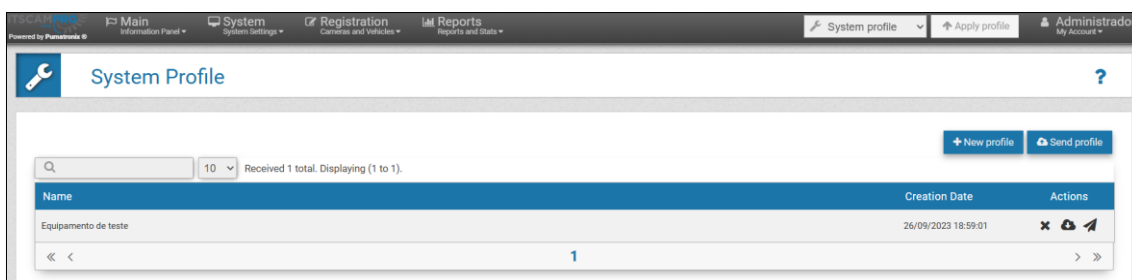 ITSCAMPRO
Powered by Pumatronix ®
Main
Information Panel
System
System Settings
Registration
Cameras and Vehicles
Reports
Reports and Stats
System profile
Apply profile
Administrado
My Account
System Profile
?
New profile
Send profile
10 Received 1 total. Displaying (1 to 1).
Name Creation Date Actions
Equipamento de teste 26/09/2023 18:59:01
« < 1 > »